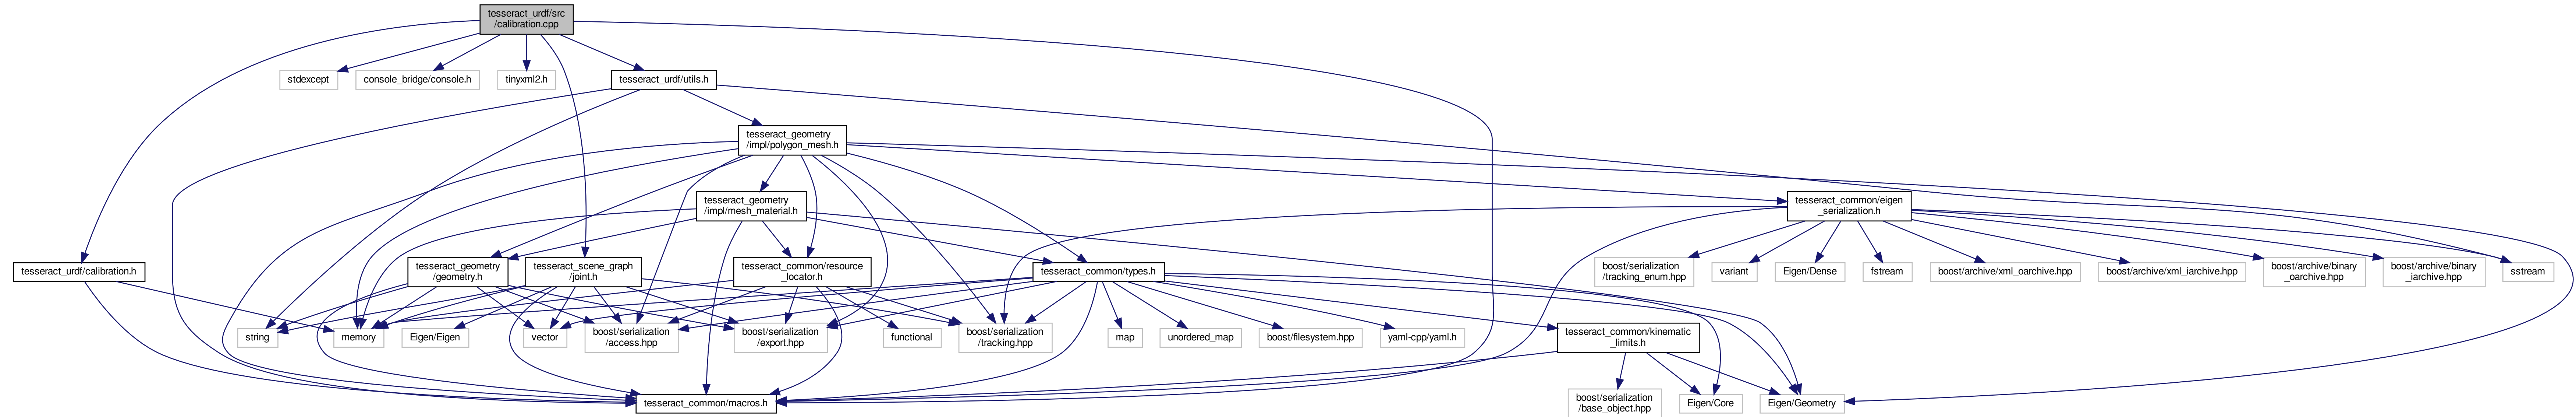 tesseract_urdf/src
/calibration.cpp
stdexcept
console_bridge/console.h
tinyxml2.h
tesseract_urdf/utils.h
tesseract_geometry
/impl/polygon_mesh.h
tesseract_geometry
/impl/mesh_material.h
tesseract_common/eigen
_serialization.h
tesseract_urdf/calibration.h
tesseract_geometry
/geometry.h
tesseract_scene_graph
/joint.h
tesseract_common/resource
_locator.h
tesseract_common/types.h
boost/serialization
/tracking_enum.hpp
variant
Eigen/Dense
fstream
boost/archive/xml_oarchive.hpp
boost/archive/xml_iarchive.hpp
boost/archive/binary
_oarchive.hpp
boost/archive/binary
_iarchive.hpp
sstream
string
memory
Eigen/Eigen
vector
boost/serialization
/access.hpp
boost/serialization
/export.hpp
functional
boost/serialization
/tracking.hpp
map
unordered_map
boost/filesystem.hpp
yaml-cpp/yaml.h
tesseract_common/kinematic
_limits.h
tesseract_common/macros.h
boost/serialization
/base_object.hpp
Eigen/Core
Eigen/Geometry